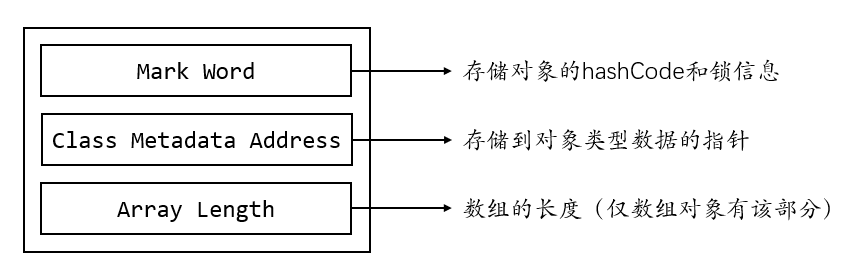 Mark Word 存储对象的hashCode和锁信息
Class Metadata Address 存储到对象类型数据的指针
Array Length 数组的长度（仅数组对象有该部分）